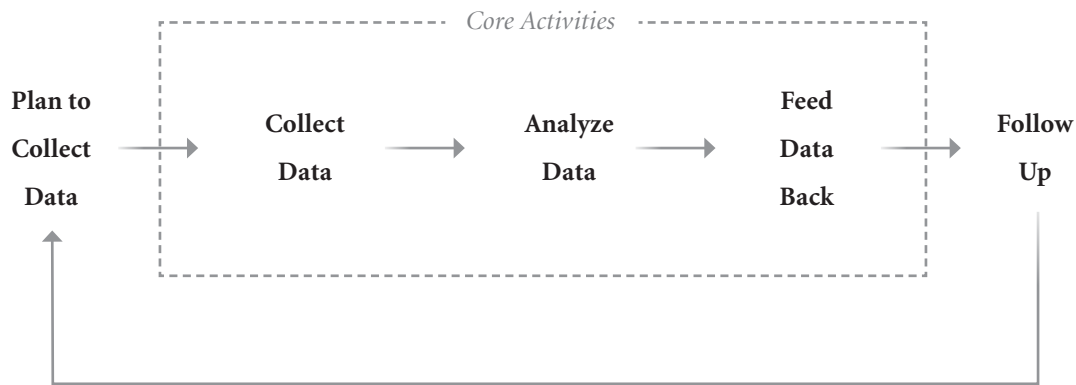 Core Activities
Plan to
Collect
Data
Collect
Data
Analyze
Data
Feed
Data
Back
Follow
Up